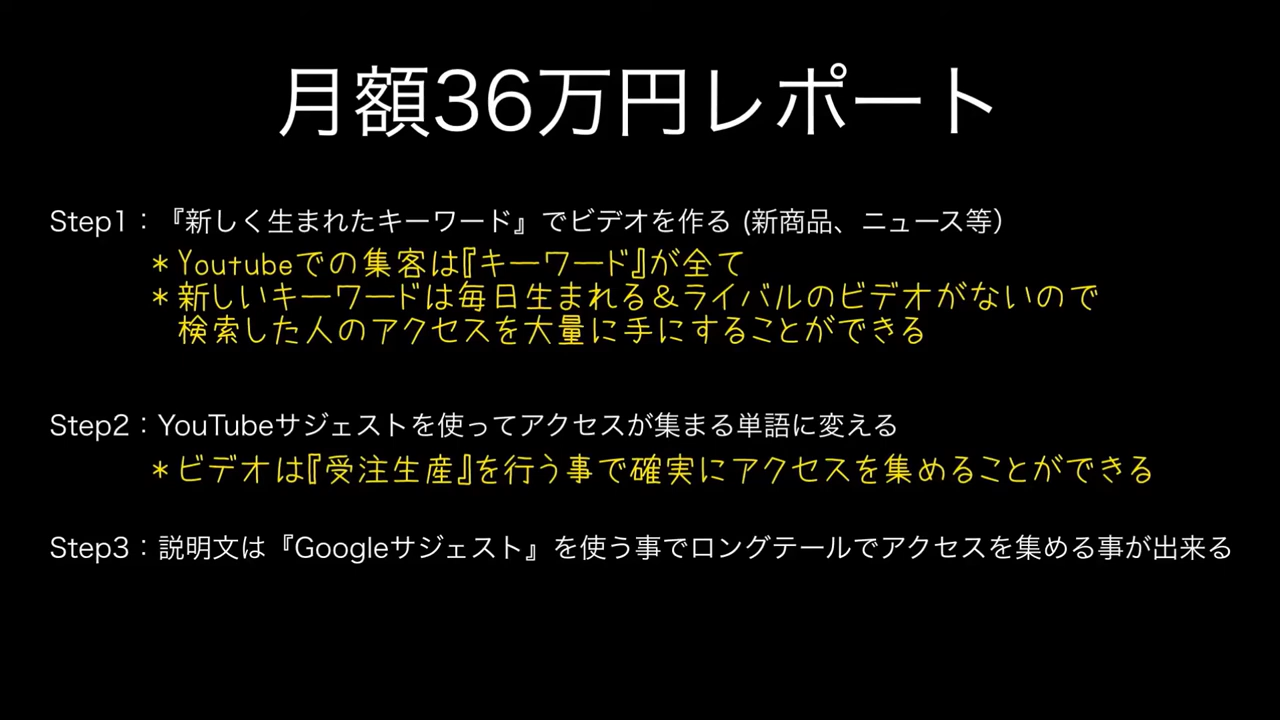 月額36万円レポート
Step1：『新しく生まれたキーワード』でビデオを作る (新商品、ニュース等）
＊Youtubeでの集客は『キーワード』が全て
＊新しいキーワードは毎日生まれる＆ライバルのビデオがないので
検索した人のアクセスを大量に手にすることができる
Step2：YouTubeサジェストを使ってアクセスが集まる単語に変える
＊ビデオは『受注生産』を行う事で確実にアクセスを集めることができる
Step3：説明文は『Googleサジェスト』を使う事でロングテールでアクセスを集める事が出来る